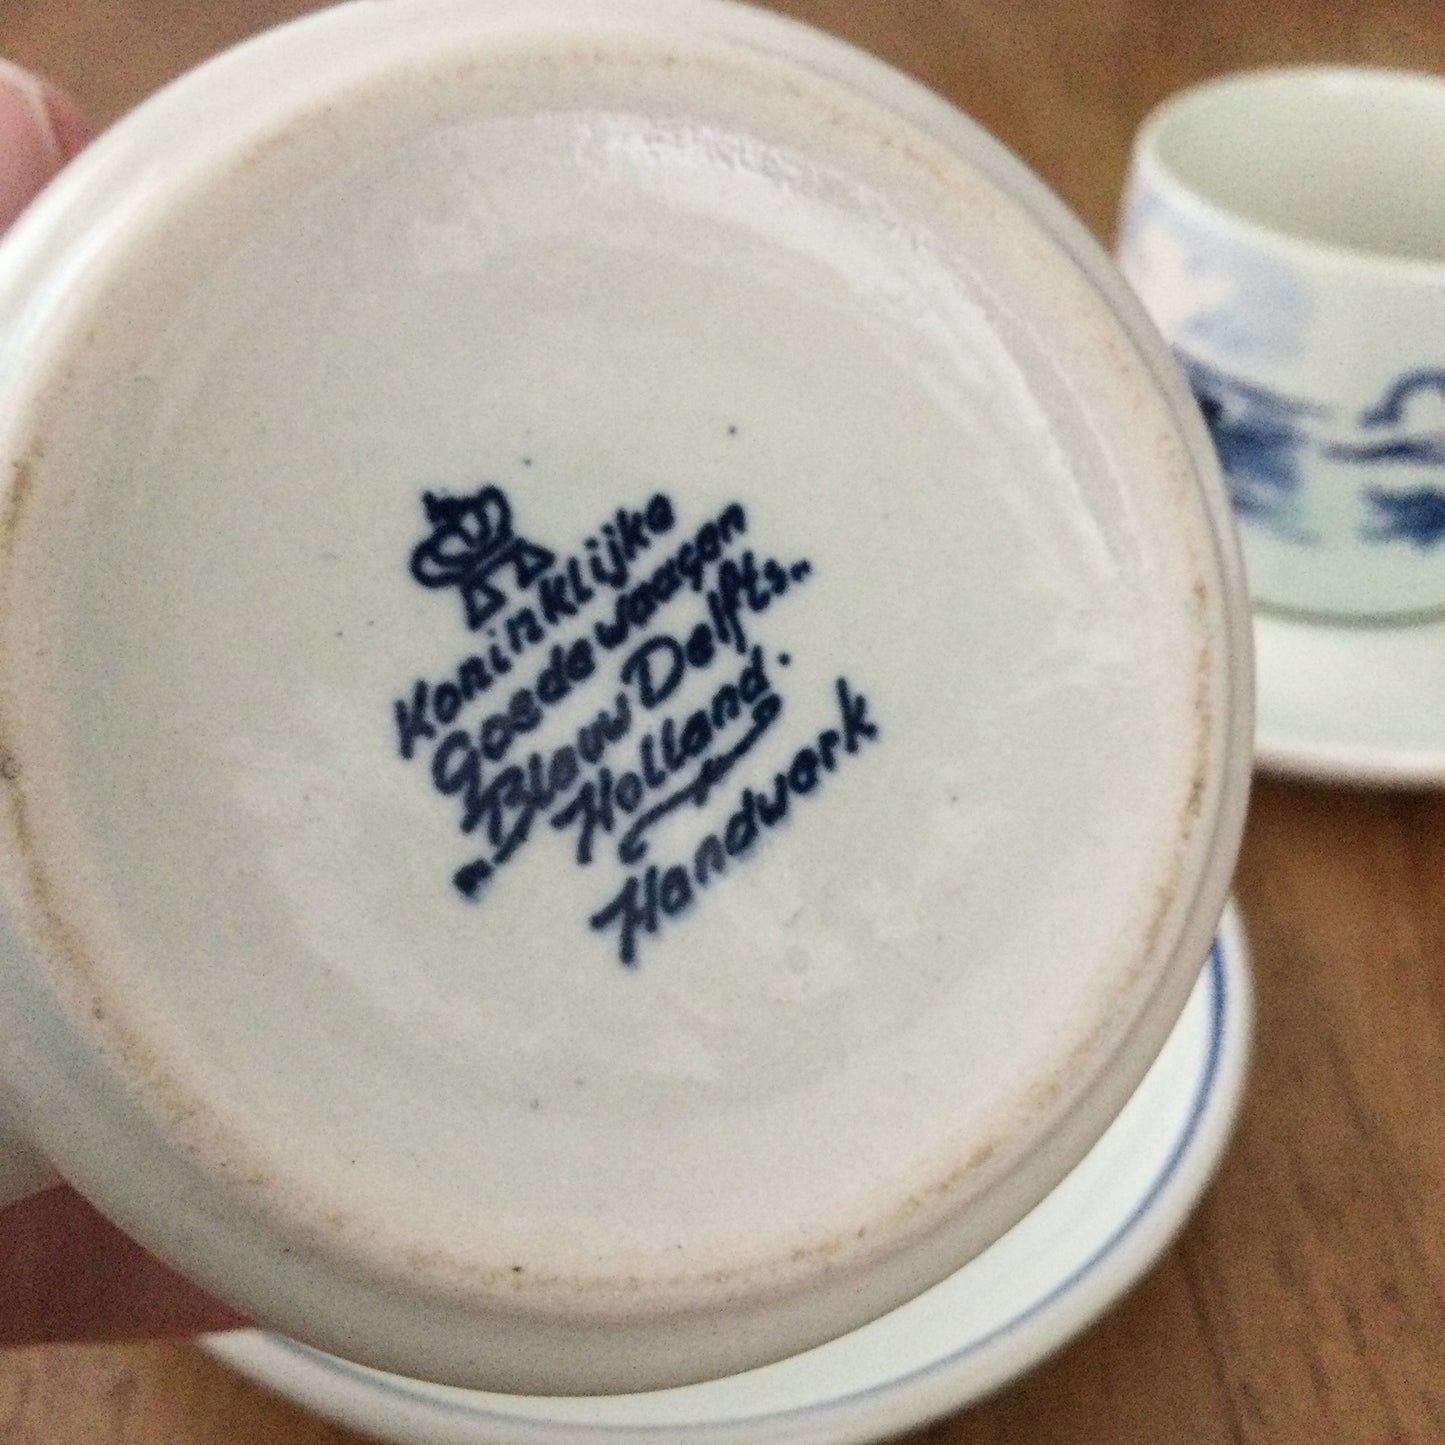 Koninklijke
Goedewaagen
"Blauw Delfts"
Holland.
Handwerk